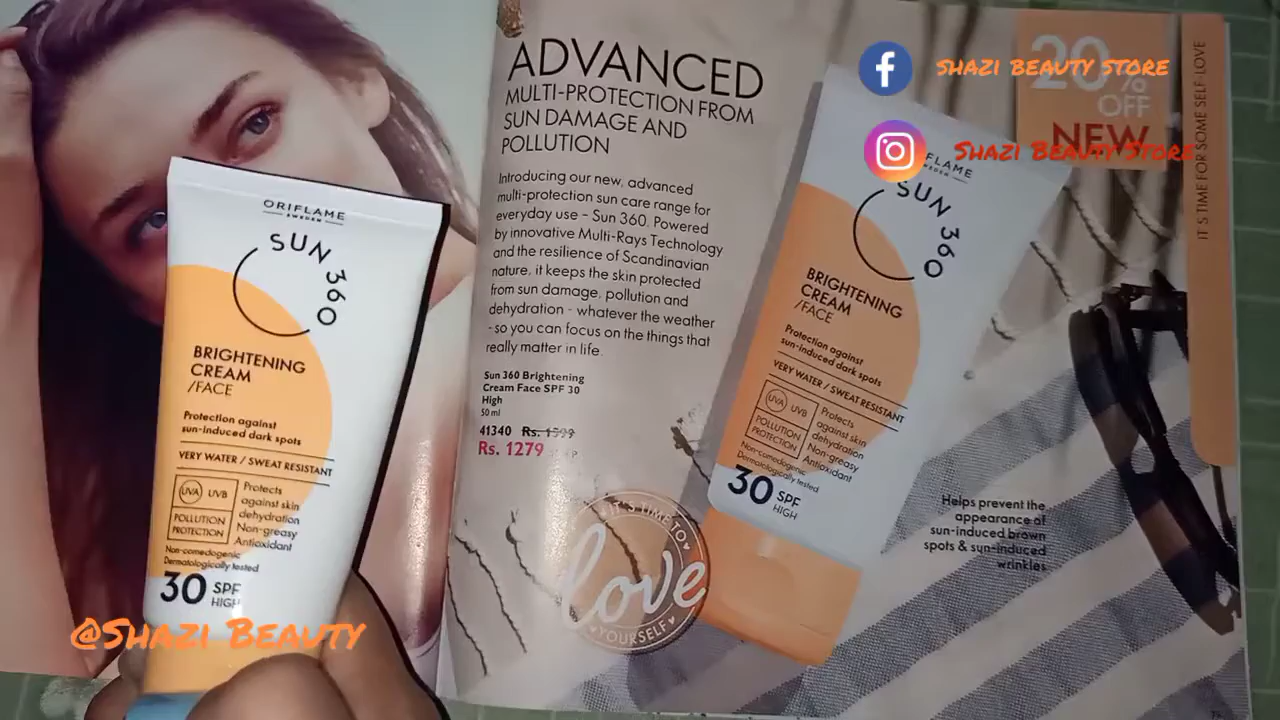 ORIFLAME
SWEDEN
SUN 360
BRIGHTENING
CREAM
/FACE
Protection against
sun-induced dark spots
VERY WATER / SWEAT RESISTANT
UVA UVB
POLLUTION
PROTECTION
Protects
against skin
dehydration
Non-greasy
Antioxidant
Non-comedogenic
Dermatologically tested
30 SPF
HIGH
@Shazi Beauty
ADVANCED
MULTI-PROTECTION FROM
SUN DAMAGE AND
POLLUTION
Introducing our new, advanced
multi-protection sun care range for
everyday use – Sun 360. Powered
by innovative Multi-Rays Technology
and the resilience of Scandinavian
nature, it keeps the skin protected
from sun damage, pollution and
dehydration - whatever the weather
- so you can focus on the things that
really matter in life.
Sun 360 Brightening
Cream Face SPF 30
High
50 ml
41340 Rs. 1599
Rs. 1279
IT'S TIME TO
love
YOURSELF
SHAZI BEAUTY STORE
Shazi Beauty Store
20%
OFF
NEW
IT'S TIME FOR SOME SELF LOVE
FLAME
SWEDEN
SUN 360
BRIGHTENING
CREAM
/FACE
Protection against
sun-induced dark spots
VERY WATER / SWEAT RESISTANT
UVA UVB
POLLUTION
PROTECTION
Protects
against skin
dehydration
Non-greasy
Antioxidant
Non-comedogenic
Dermatologically tested
30 SPF
HIGH
Helps prevent the
appearance of
sun-induced brown
spots & sun-induced
wrinkles